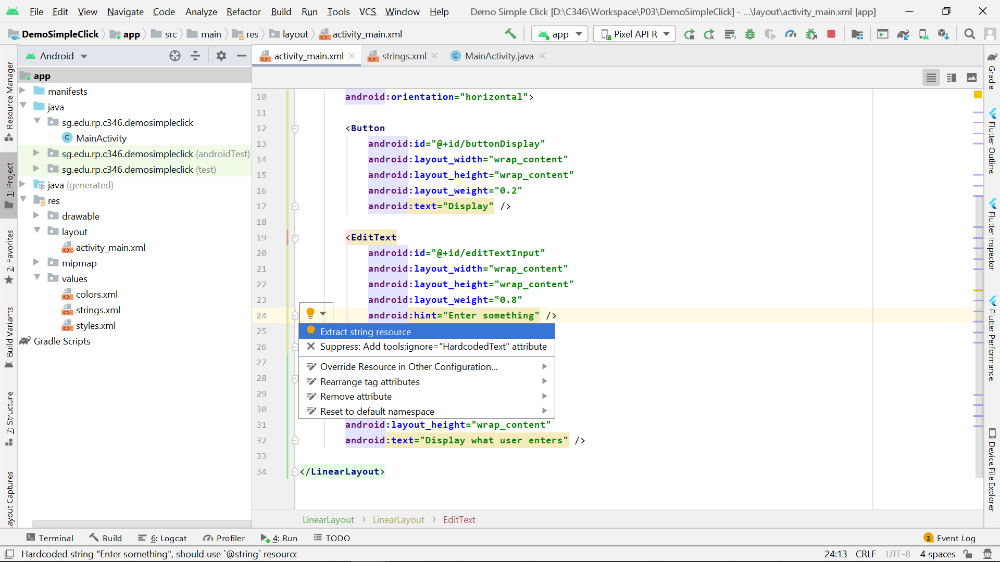 File Edit View Navigate Code Analyze Refactor Build Run Tools VCS Window Help Demo Simple Click [D:\C346\Workspace\P03\DemoSimpleClick] - ...\layout\activity_main.xml [app]
DemoSimpleClick app src main res layout activity_main.xml app Pixel API R
Android
activity_main.xml strings.xml MainActivity.java
app
manifests
java
sg.edu.rp.c346.demosimpleclick
MainActivity
sg.edu.rp.c346.demosimpleclick (androidTest)
sg.edu.rp.c346.demosimpleclick (test)
java (generated)
res
drawable
layout
activity_main.xml
mipmap
values
colors.xml
strings.xml
styles.xml
Gradle Scripts
Resource Manager
1: Project
2: Favorites
Build Variants
7: Structure
Layout Captures
10 android:orientation="horizontal">
11
12 <Button
13 android:id="@+id/buttonDisplay"
14 android:layout_width="wrap_content"
15 android:layout_height="wrap_content"
16 android:layout_weight="0.2"
17 android:text="Display" />
18
19 <EditText
20 android:id="@+id/editTextInput"
21 android:layout_width="wrap_content"
22 android:layout_height="wrap_content"
23 android:layout_weight="0.8"
24 android:hint="Enter something" />
25
26
27
28
29
30
31 android:layout_height="wrap_content"
32 android:text="Display what user enters" />
33
34 </LinearLayout>
Extract string resource
Suppress: Add tools:ignore="HardcodedText" attribute
Override Resource in Other Configuration...
Rearrange tag attributes
Remove attribute
Reset to default namespace
LinearLayout › LinearLayout › EditText
Gradle
Flutter Outline
Flutter Inspector
Flutter Performance
Device File Explorer
Terminal Build 6: Logcat Profiler 4: Run TODO 3 Event Log
Hardcoded string "Enter something", should use `@string` resource 24:13 CRLF UTF-8 4 spaces